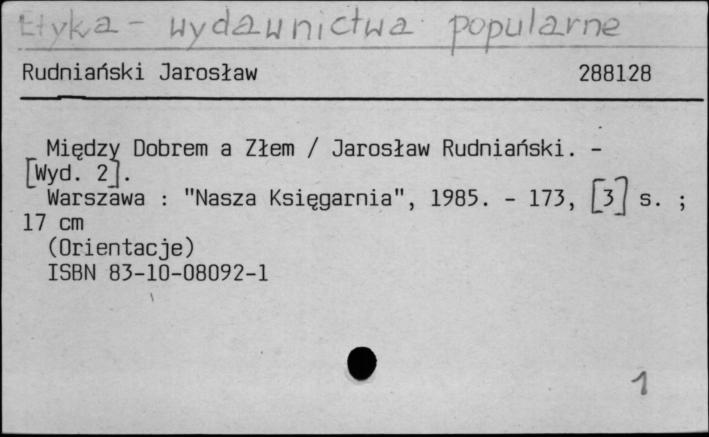 Etyka - wydawnictwa popularne
Rudniański Jarosław 288128
Między Dobrem a Złem / Jarosław Rudniański. -
[Wyd. 2].
Warszawa : "Nasza Księgarnia", 1985. - 173, [3] s. ;
17 cm
(Orientacje)
ISBN 83-10-08092-1
1